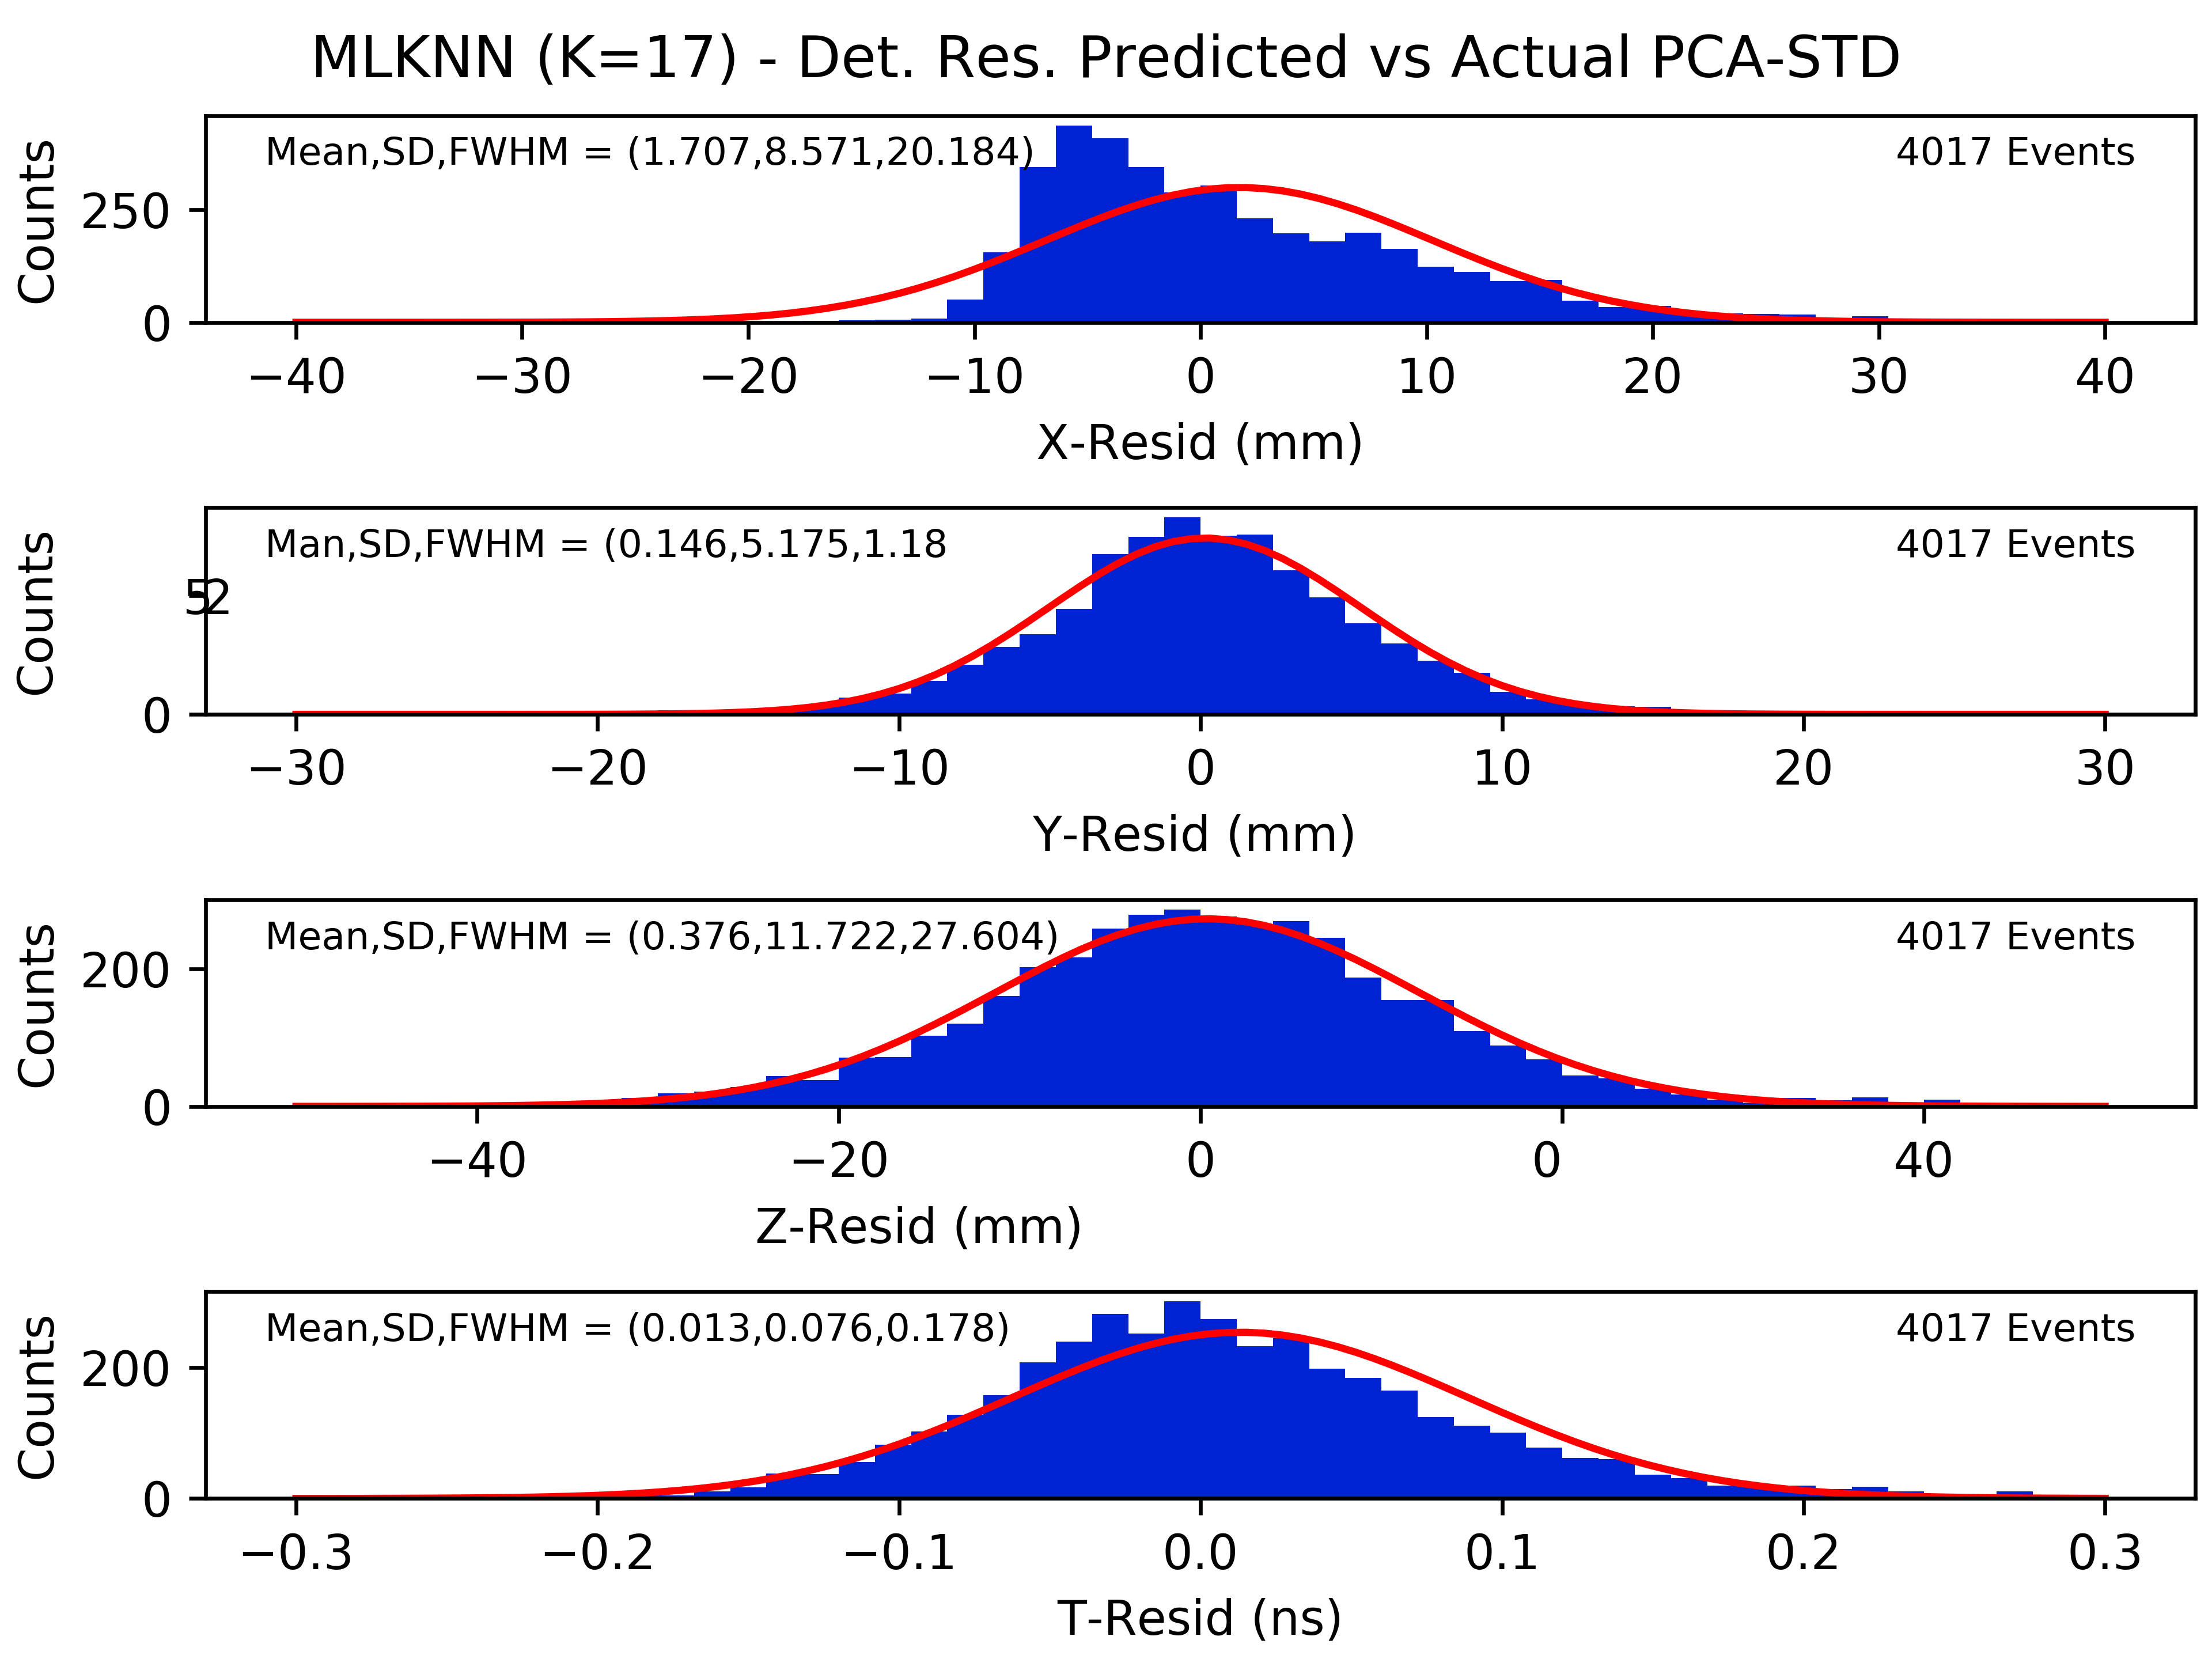 MLKNN (K=17) - Det. Res. Predicted vs Actual PCA-STD
Mean,SD,FWHM = (1.707,8.571,20.184)
4017 Events
Counts
250
0
−40 −30 −20 −10 0 10 20 30 40
X-Resid (mm)
Man,SD,FWHM = (0.146,5.175,1.18
4017 Events
Counts
52
0
−30 −20 −10 0 10 20 30
Y-Resid (mm)
Mean,SD,FWHM = (0.376,11.722,27.604)
4017 Events
Counts
200
0
−40 −20 0 0 40
Z-Resid (mm)
Mean,SD,FWHM = (0.013,0.076,0.178)
4017 Events
Counts
200
0
−0.3 −0.2 −0.1 0.0 0.1 0.2 0.3
T-Resid (ns)